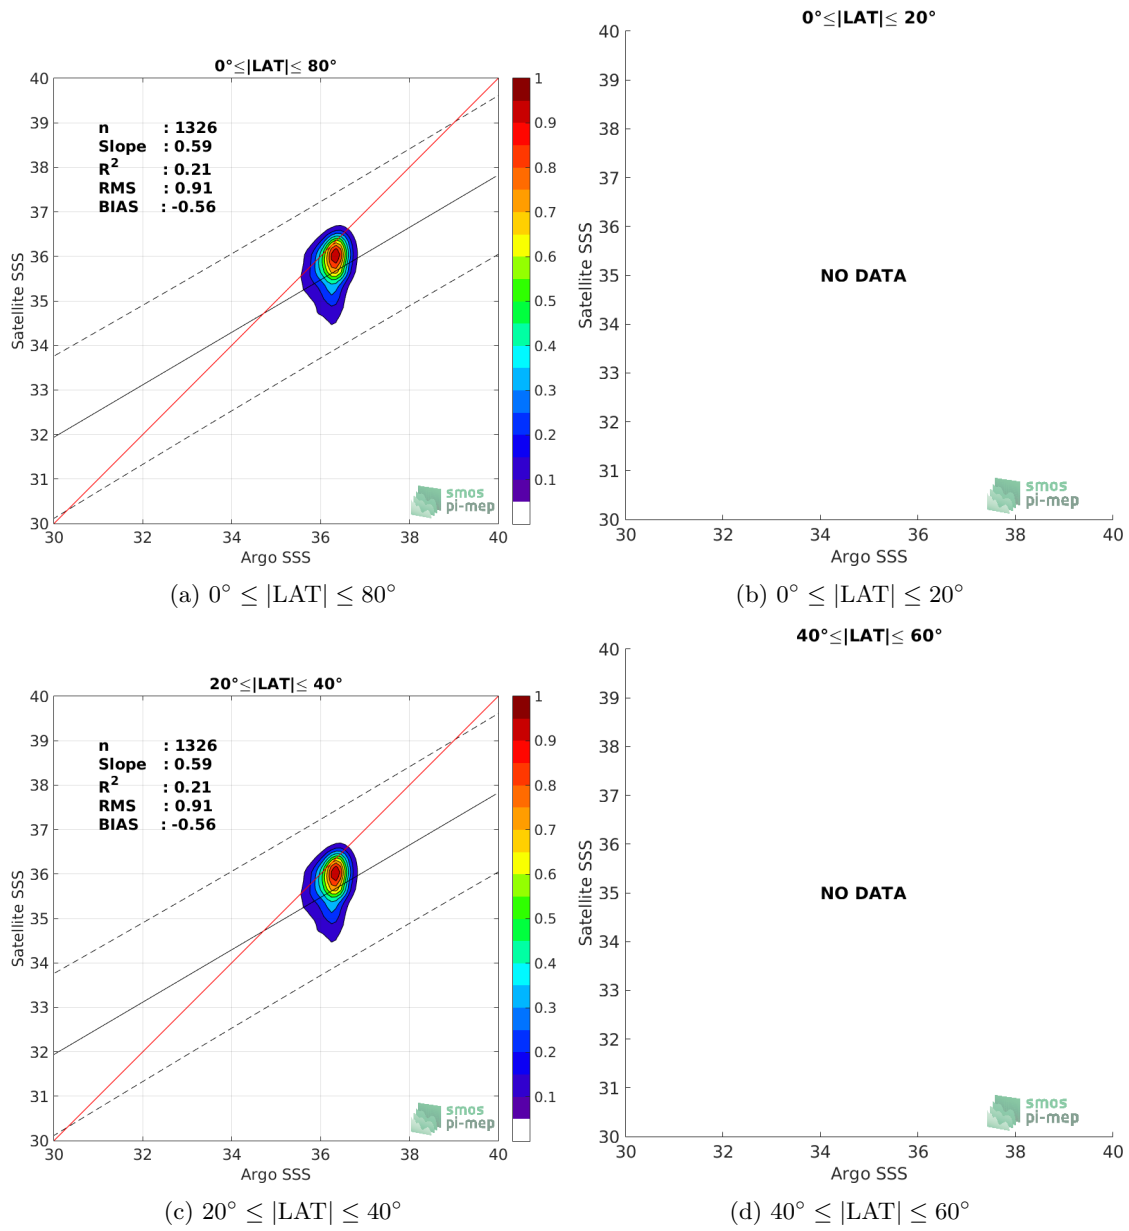 0°≤|LAT|≤ 80°
40
39
38
37
36
35
34
33
32
31
30
30
32
34
36
38
40
Satellite SSS
Argo SSS
n : 1326
Slope : 0.59
R² : 0.21
RMS : 0.91
BIAS : -0.56
1
0.9
0.8
0.7
0.6
0.5
0.4
0.3
0.2
0.1
smos
pi-mep
(a) 0° ≤ |LAT| ≤ 80°
0°≤|LAT|≤ 20°
40
39
38
37
36
35
34
33
32
31
30
30
32
34
36
38
40
Satellite SSS
Argo SSS
NO DATA
smos
pi-mep
(b) 0° ≤ |LAT| ≤ 20°
20°≤|LAT|≤ 40°
40
39
38
37
36
35
34
33
32
31
30
30
32
34
36
38
40
Satellite SSS
Argo SSS
n : 1326
Slope : 0.59
R² : 0.21
RMS : 0.91
BIAS : -0.56
1
0.9
0.8
0.7
0.6
0.5
0.4
0.3
0.2
0.1
smos
pi-mep
(c) 20° ≤ |LAT| ≤ 40°
40°≤|LAT|≤ 60°
40
39
38
37
36
35
34
33
32
31
30
30
32
34
36
38
40
Satellite SSS
Argo SSS
NO DATA
smos
pi-mep
(d) 40° ≤ |LAT| ≤ 60°